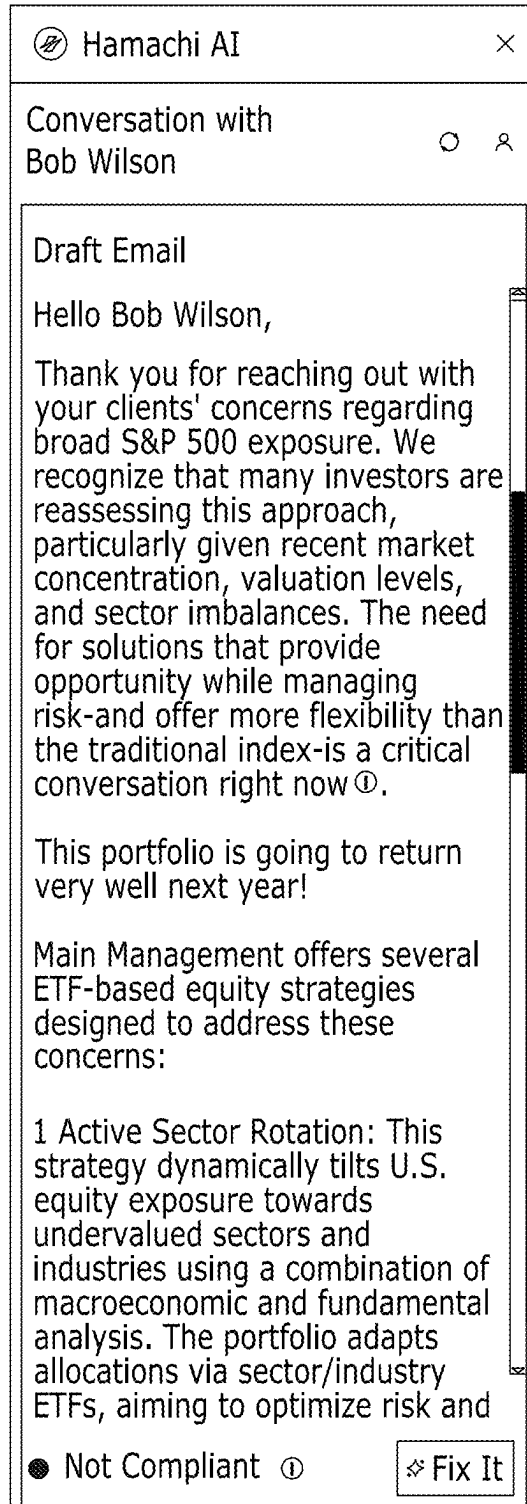 Hamachi AI
Conversation with
Bob Wilson
Draft Email
Hello Bob Wilson,
Thank you for reaching out with
your clients' concerns regarding
broad S&P 500 exposure. We
recognize that many investors are
reassessing this approach,
particularly given recent market
concentration, valuation levels,
and sector imbalances. The need
for solutions that provide
opportunity while managing
risk-and offer more flexibility than
the traditional index-is a critical
conversation right now ①.
This portfolio is going to return
very well next year!
Main Management offers several
ETF-based equity strategies
designed to address these
concerns:
1 Active Sector Rotation: This
strategy dynamically tilts U.S.
equity exposure towards
undervalued sectors and
industries using a combination of
macroeconomic and fundamental
analysis. The portfolio adapts
allocations via sector/industry
ETFs, aiming to optimize risk and
Not Compliant ①
Fix It